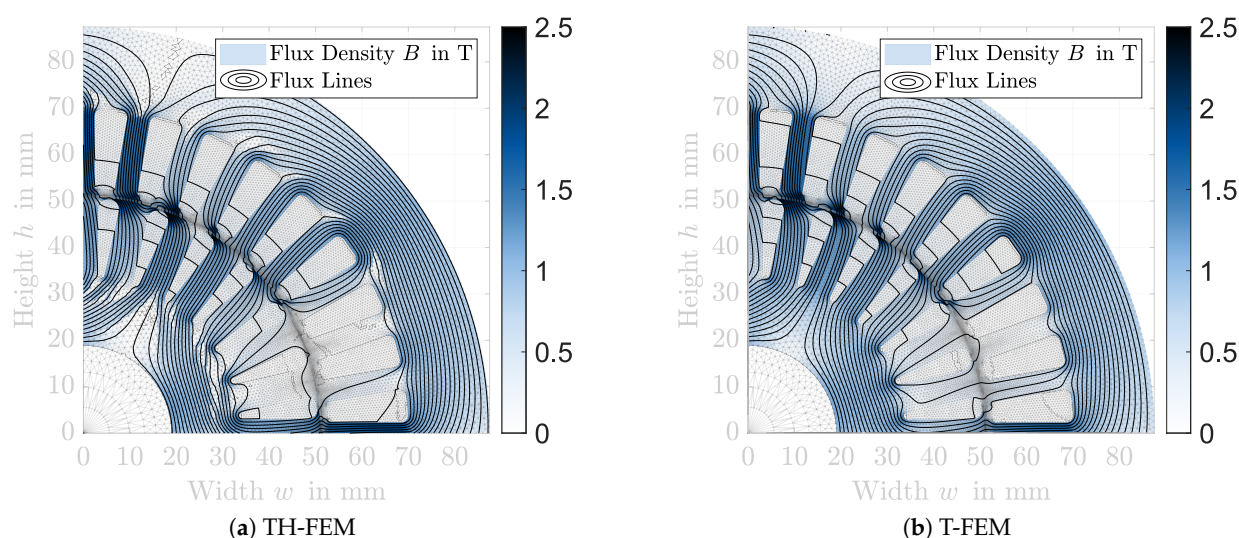 2.5
2
1.5
1
0.5
0
80
70
60
50
40
30
20
10
0
0 10 20 30 40 50 60 70 80
Height h in mm
Width w in mm
Flux Density B in T
Flux Lines
(a) TH-FEM
2.5
2
1.5
1
0.5
0
80
70
60
50
40
30
20
10
0
0 10 20 30 40 50 60 70 80
Height h in mm
Width w in mm
Flux Density B in T
Flux Lines
(b) T-FEM